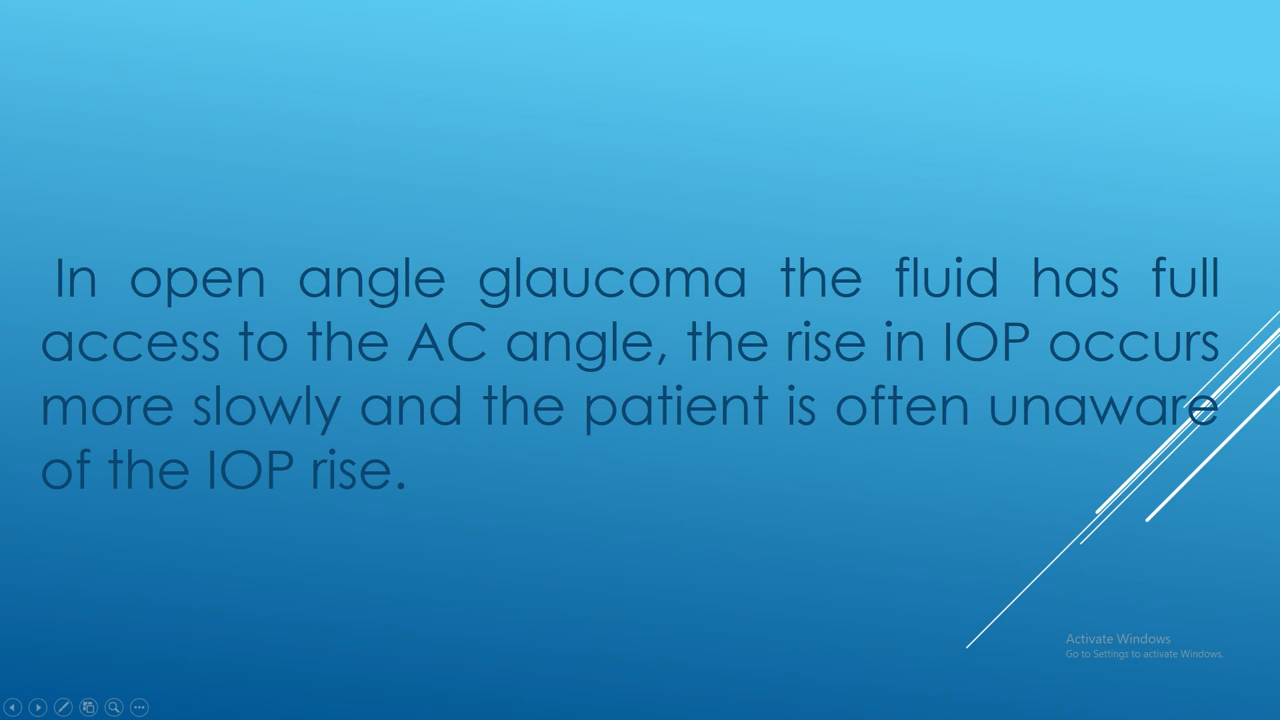 In open angle glaucoma the fluid has full
access to the AC angle, the rise in IOP occurs
more slowly and the patient is often unaware
of the IOP rise.
Activate Windows
Go to Settings to activate Windows.